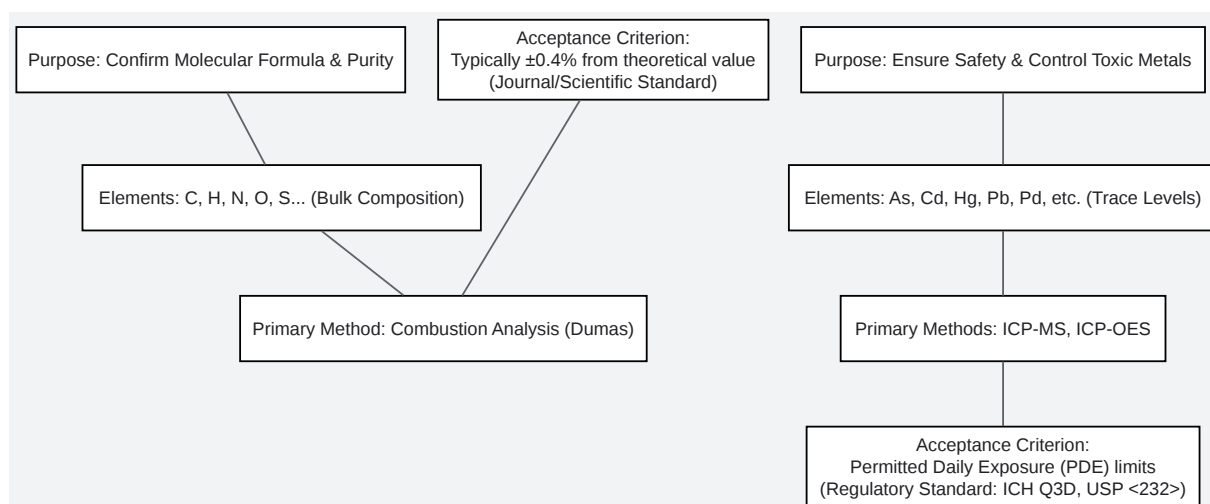 Purpose: Confirm Molecular Formula & Purity
Acceptance Criterion:
Typically ±0.4% from theoretical value
(Journal/Scientific Standard)
Elements: C, H, N, O, S... (Bulk Composition)
Primary Method: Combustion Analysis (Dumas)
Purpose: Ensure Safety & Control Toxic Metals
Elements: As, Cd, Hg, Pb, Pd, etc. (Trace Levels)
Primary Methods: ICP-MS, ICP-OES
Acceptance Criterion:
Permitted Daily Exposure (PDE) limits
(Regulatory Standard: ICH Q3D, USP <232>)